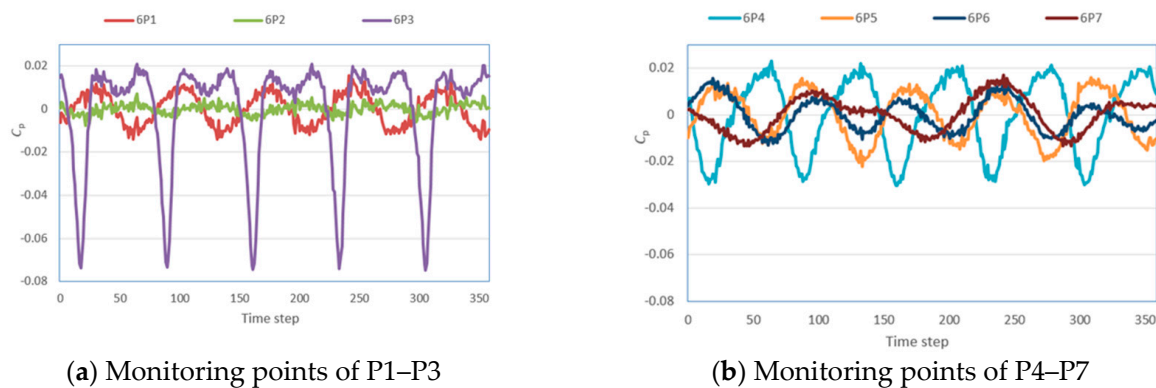 6P1 6P2 6P3
0.02
0
-0.02
-0.04
-0.06
-0.08
Cp
0 50 100 150 200 250 300 350
Time step
(a) Monitoring points of P1–P3
6P4 6P5 6P6 6P7
0.02
0
-0.02
-0.04
-0.06
-0.08
Cp
0 50 100 150 200 250 300 350
Time step
(b) Monitoring points of P4–P7